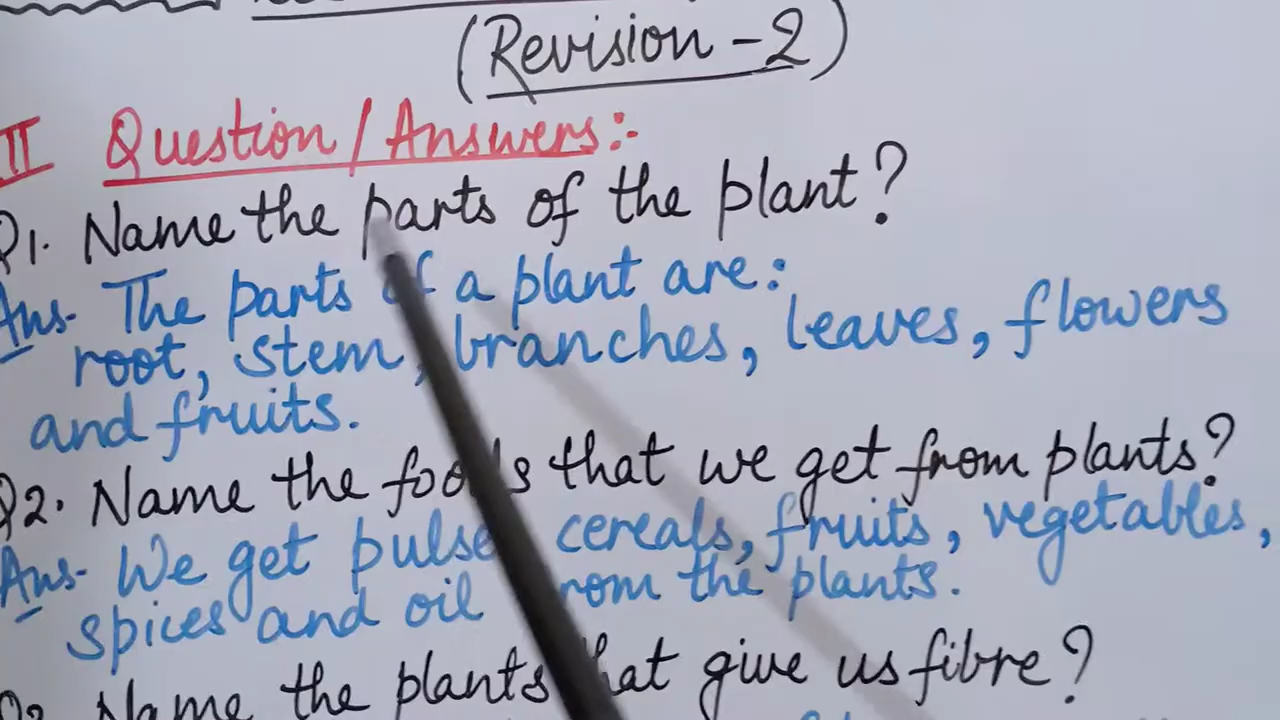 (Revision - 2)
II Question/Answers:-
Q1. Name the parts of the plant?
Ans- The parts of a plant are:
root, stem, branches, leaves, flowers
and fruits.
Q2. Name the foods that we get from plants?
Ans- We get pulses cereals, fruits, vegetables,
spices and oil from the plants.
Name the plants that give us fibre?